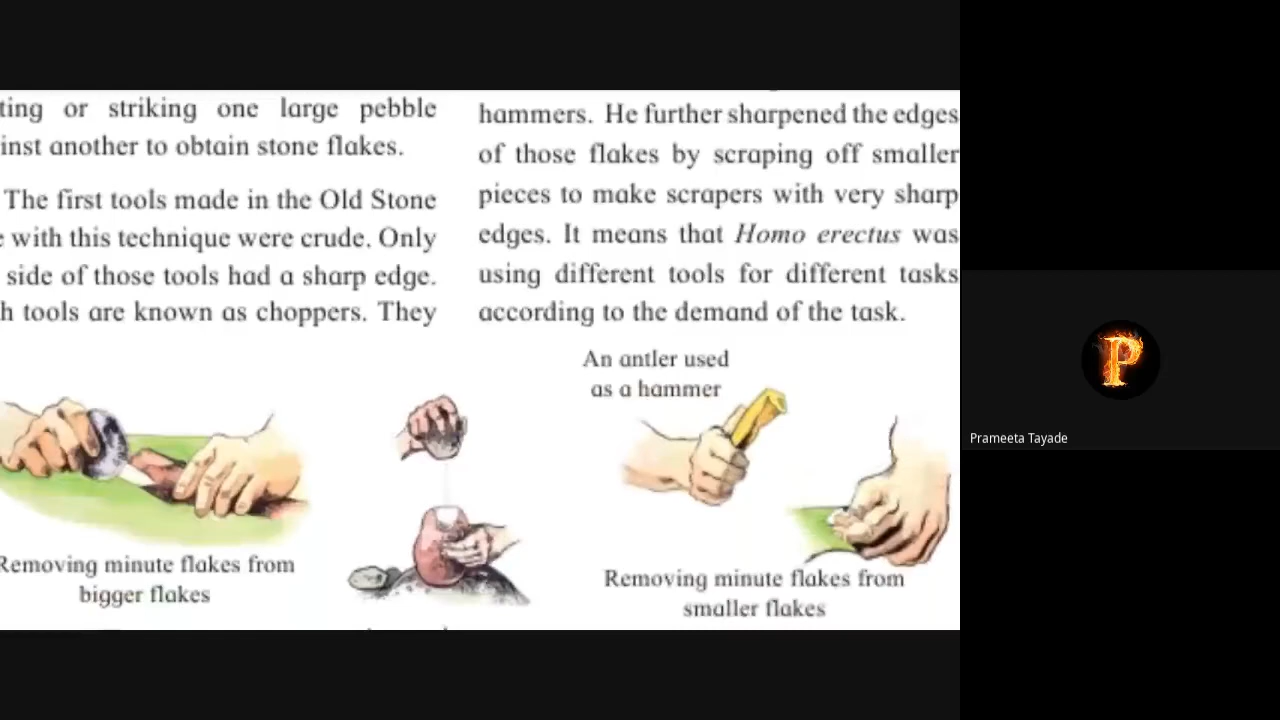 ting or striking one large pebble
inst another to obtain stone flakes.
The first tools made in the Old Stone
e with this technique were crude. Only
side of those tools had a sharp edge.
h tools are known as choppers. They
hammers. He further sharpened the edges
of those flakes by scraping off smaller
pieces to make scrapers with very sharp
edges. It means that Homo erectus was
using different tools for different tasks
according to the demand of the task.
An antler used
as a hammer
Removing minute flakes from
bigger flakes
Removing minute flakes from
smaller flakes
P
Prameeta Tayade